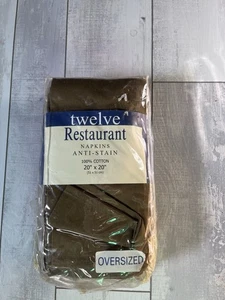 twelve
Restaurant
NAPKINS
ANTI-STAIN
100% COTTON
20" x 20"
OVERSIZED